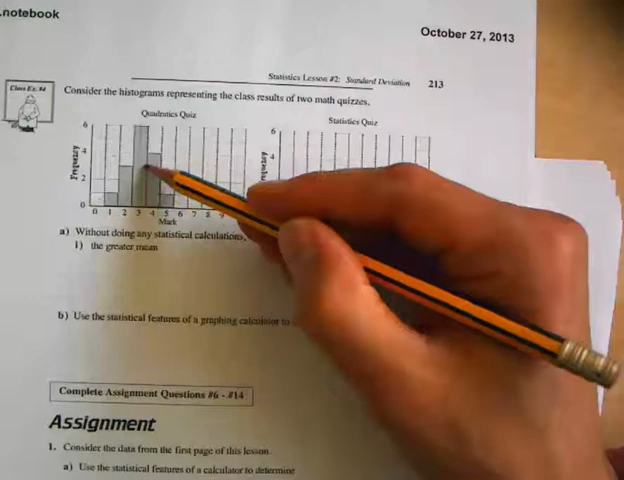 .notebook
October 27, 2013
Statistics Lesson #2: Standard Deviation 213
Class Ex. #4
Consider the histograms representing the class results of two math quizzes.
Quadratics Quiz
Statistics Quiz
6
4
2
0
Frequency
0 1 2 3 4 5 6 7 8
Mark
6
4
a) Without doing any statistical calculations,
i) the greater mean
b) Use the statistical features of a graphing calculator to
Complete Assignment Questions #6 - #14
Assignment
1. Consider the data from the first page of this lesson.
a) Use the statistical features of a calculator to determine